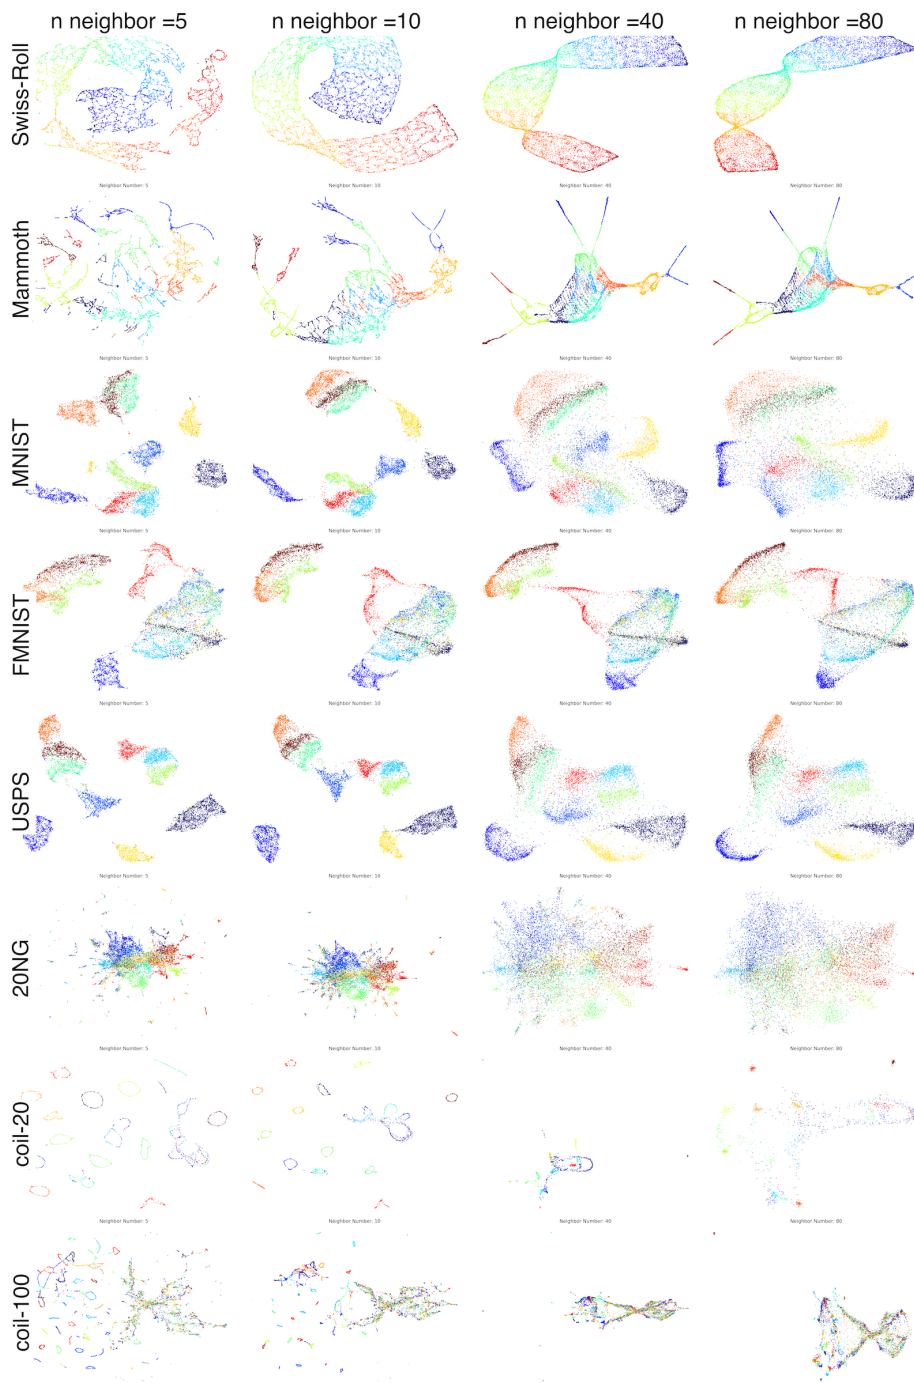 n neighbor =5 n neighbor =10 n neighbor =40 n neighbor =80
Swiss-Roll
Neighbor Number: 5 Neighbor Number: 10 Neighbor Number: 40 Neighbor Number: 80
Mammoth
Neighbor Number: 5 Neighbor Number: 10 Neighbor Number: 40 Neighbor Number: 80
MNIST
Neighbor Number: 5 Neighbor Number: 10 Neighbor Number: 40 Neighbor Number: 80
FMNIST
Neighbor Number: 5 Neighbor Number: 10 Neighbor Number: 40 Neighbor Number: 80
USPS
Neighbor Number: 5 Neighbor Number: 10 Neighbor Number: 40 Neighbor Number: 80
20NG
Neighbor Number: 5 Neighbor Number: 10 Neighbor Number: 40 Neighbor Number: 80
coil-20
Neighbor Number: 5 Neighbor Number: 10 Neighbor Number: 40 Neighbor Number: 80
coil-100